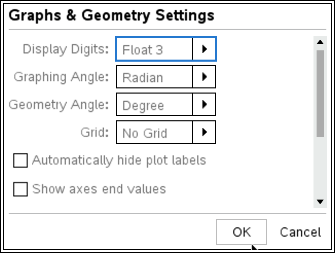 Graphs & Geometry Settings
Display Digits: Float 3
Graphing Angle: Radian
Geometry Angle: Degree
Grid: No Grid
Automatically hide plot labels
Show axes end values
OK Cancel